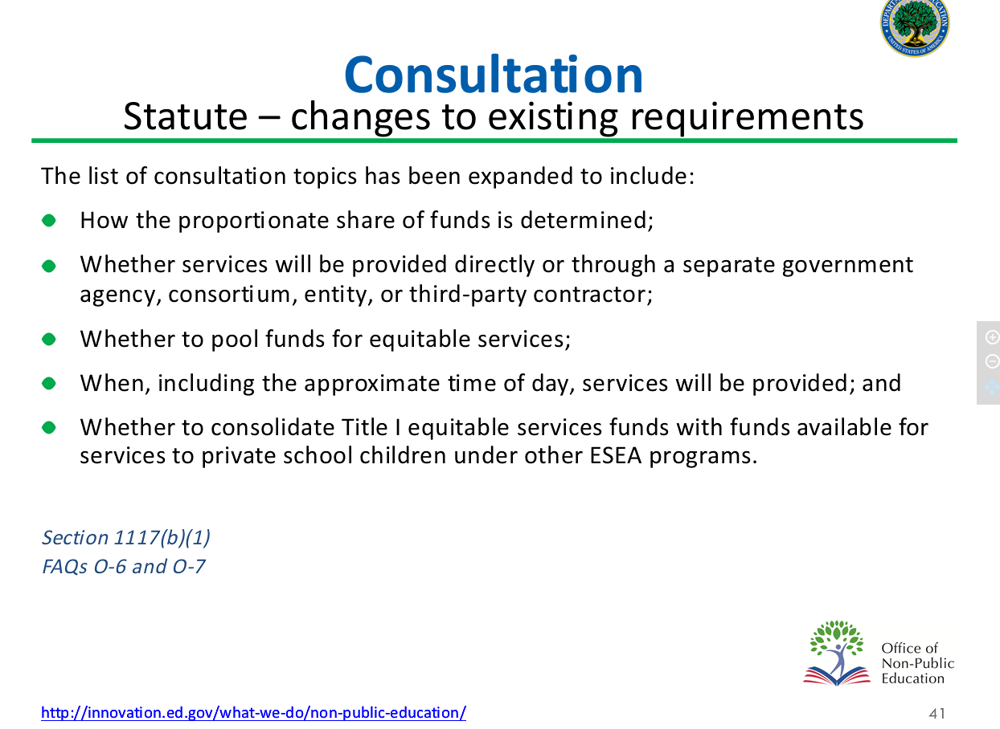 DEPARTMENT OF EDUCATION
UNITED STATES OF AMERICA
Consultation
Statute – changes to existing requirements
The list of consultation topics has been expanded to include:
How the proportionate share of funds is determined;
Whether services will be provided directly or through a separate government
agency, consortium, entity, or third-party contractor;
Whether to pool funds for equitable services;
When, including the approximate time of day, services will be provided; and
Whether to consolidate Title I equitable services funds with funds available for
services to private school children under other ESEA programs.
Section 1117(b)(1)
FAQs O-6 and O-7
Office of
Non-Public
Education
http://innovation.ed.gov/what-we-do/non-public-education/
41